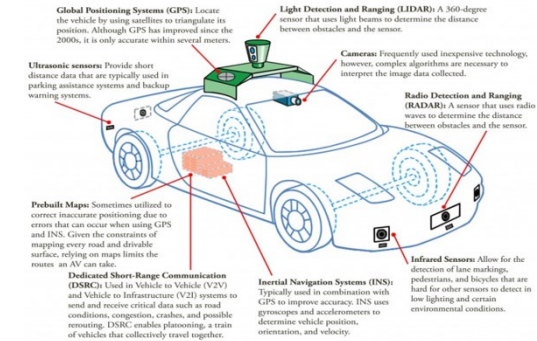 Global Positioning Systems (GPS): Locate
the vehicle by using satellites to triangulate its
position. Although GPS has improved since the
2000s, it is only accurate within several meters.
Light Detection and Ranging (LIDAR): A 360-degree
sensor that uses light beams to determine the distance
between obstacles and the sensor.
Cameras: Frequently used inexpensive technology,
however, complex algorithms are necessary to
interpret the image data collected.
Ultrasonic sensors: Provide short
distance data that are typically used in
parking assistance systems and backup
warning systems.
Radio Detection and Ranging
(RADAR): A sensor that uses radio
waves to determine the distance
between obstacles and the sensor.
Prebuilt Maps: Sometimes utilized to
correct inaccurate positioning due to
errors that can occur when using GPS
and INS. Given the constraints of
mapping every road and drivable
surface, relying on maps limits the
routes an AV can take.
Dedicated Short-Range Communication
(DSRC): Used in Vehicle to Vehicle (V2V)
and Vehicle to Infrastructure (V2I) systems to
send and receive critical data such as road
conditions, congestion, crashes, and possible
rerouting. DSRC enables platooning, a train
of vehicles that collectively travel together.
Inertial Navigation Systems (INS):
Typically used in combination with
GPS to improve accuracy. INS uses
gyroscopes and accelerometers to
determine vehicle position,
orientation, and velocity.
Infrared Sensors: Allow for the
detection of lane markings,
pedestrians, and bicycles that are
hard for other sensors to detect in
low lighting and certain
environmental conditions.